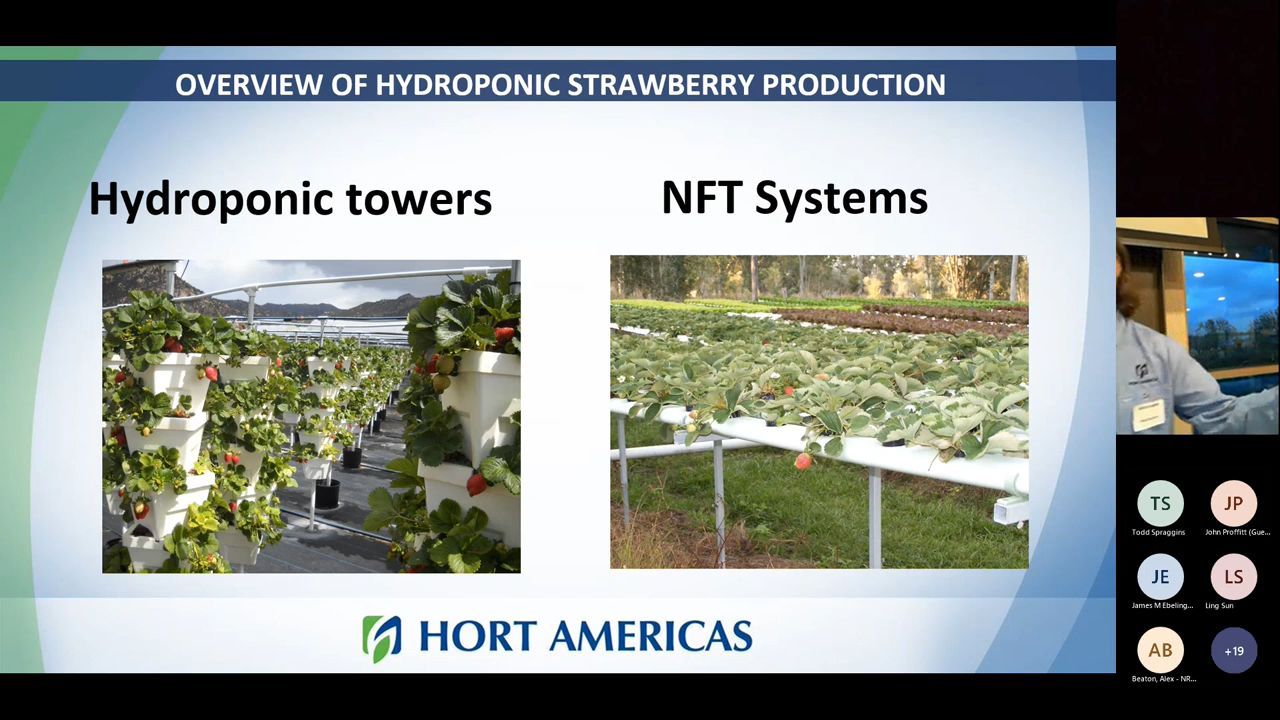 OVERVIEW OF HYDROPONIC STRAWBERRY PRODUCTION
Hydroponic towers
NFT Systems
HORT AMERICAS
TS
JP
Todd Spraggins
John Proffitt (Gue...
JE
LS
James M Ebeling...
Ling Sun
AB
+19
Beaton, Alex - NR...